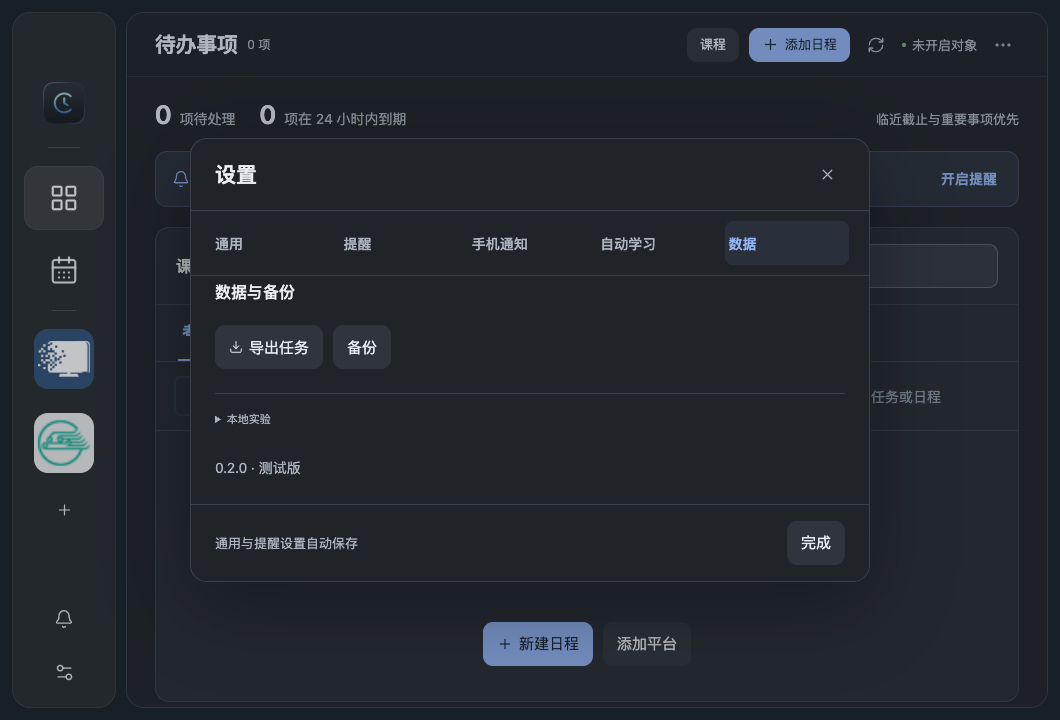 待办事项 0 项
课程
+ 添加日程
未开启对象
0 项待处理 0 项在 24 小时内到期
临近截止与重要事项优先
开启提醒
设置
通用 提醒 手机通知 自动学习 数据
数据与备份
导出任务 备份
本地实验
0.2.0 · 测试版
通用与提醒设置自动保存
完成
课
任务或日程
+ 新建日程
添加平台